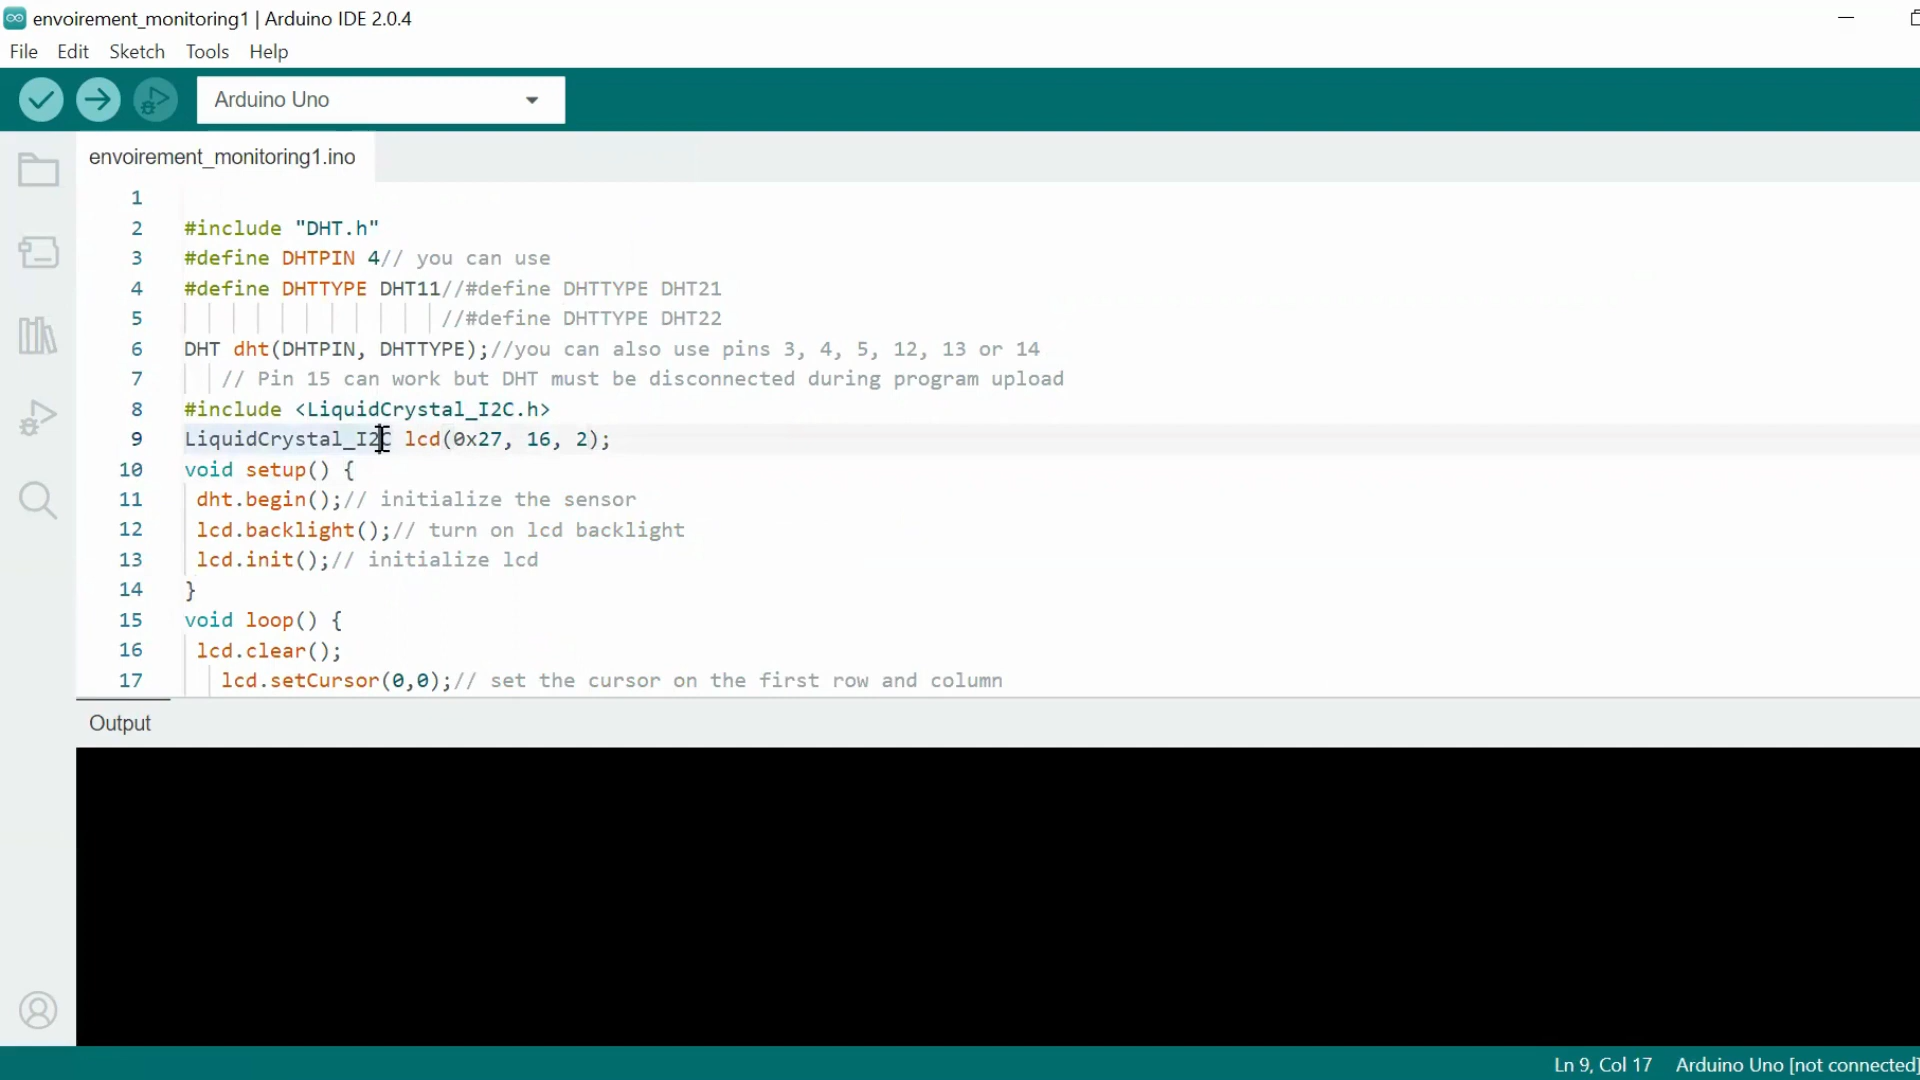 envoirement_monitoring1 | Arduino IDE 2.0.4
File Edit Sketch Tools Help
Arduino Uno
envoirement_monitoring1.ino
1
2 #include "DHT.h"
3 #define DHTPIN 4// you can use
4 #define DHTTYPE DHT11//#define DHTTYPE DHT21
5 //#define DHTTYPE DHT22
6 DHT dht(DHTPIN, DHTTYPE);//you can also use pins 3, 4, 5, 12, 13 or 14
7 // Pin 15 can work but DHT must be disconnected during program upload
8 #include <LiquidCrystal_I2C.h>
9 LiquidCrystal_I2C lcd(0x27, 16, 2);
10 void setup() {
11 dht.begin();// initialize the sensor
12 lcd.backlight();// turn on lcd backlight
13 lcd.init();// initialize lcd
14 }
15 void loop() {
16 lcd.clear();
17 lcd.setCursor(0,0);// set the cursor on the first row and column
Output
Ln 9, Col 17 Arduino Uno [not connected]